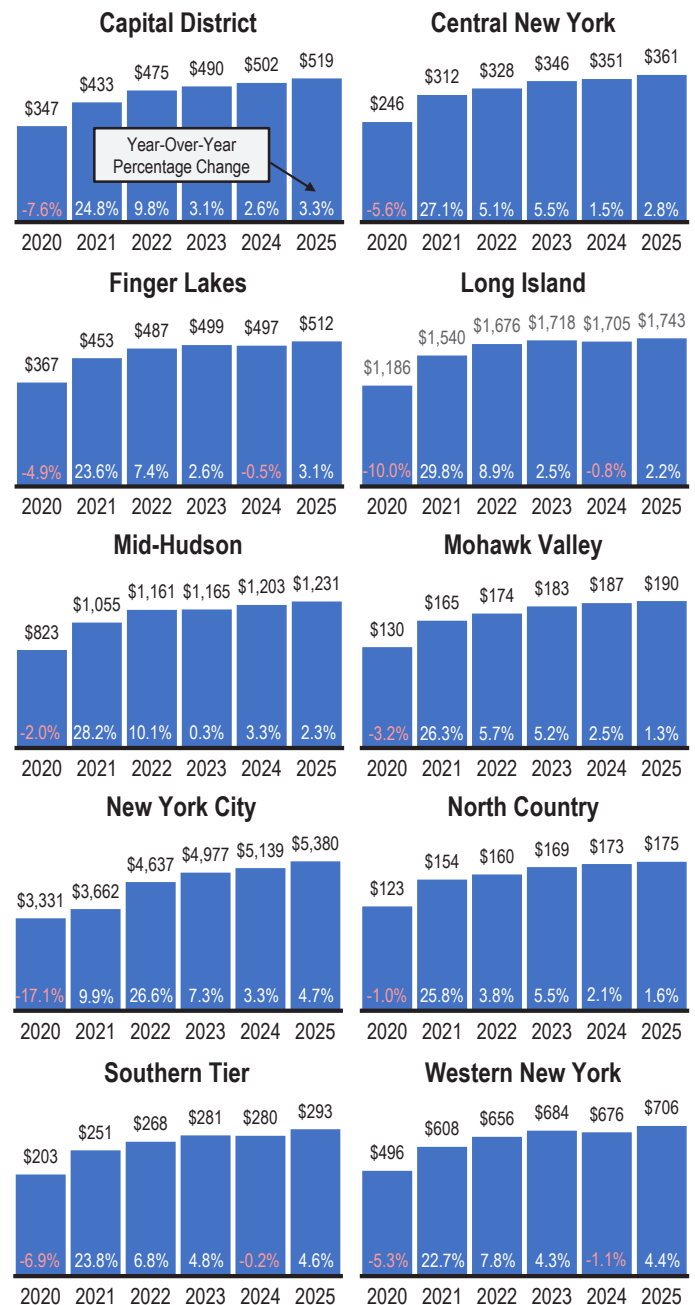 Capital District
$347 $433 $475 $490 $502 $519
Year-Over-Year
Percentage Change
-7.6% 24.8% 9.8% 3.1% 2.6% 3.3%
2020 2021 2022 2023 2024 2025
Central New York
$246 $312 $328 $346 $351 $361
-5.6% 27.1% 5.1% 5.5% 1.5% 2.8%
2020 2021 2022 2023 2024 2025
Finger Lakes
$367 $453 $487 $499 $497 $512
-4.9% 23.6% 7.4% 2.6% -0.5% 3.1%
2020 2021 2022 2023 2024 2025
Long Island
$1,186 $1,540 $1,676 $1,718 $1,705 $1,743
-10.0% 29.8% 8.9% 2.5% -0.8% 2.2%
2020 2021 2022 2023 2024 2025
Mid-Hudson
$823 $1,055 $1,161 $1,165 $1,203 $1,231
-2.0% 28.2% 10.1% 0.3% 3.3% 2.3%
2020 2021 2022 2023 2024 2025
Mohawk Valley
$130 $165 $174 $183 $187 $190
-3.2% 26.3% 5.7% 5.2% 2.5% 1.3%
2020 2021 2022 2023 2024 2025
New York City
$3,331 $3,662 $4,637 $4,977 $5,139 $5,380
-17.1% 9.9% 26.6% 7.3% 3.3% 4.7%
2020 2021 2022 2023 2024 2025
North Country
$123 $154 $160 $169 $173 $175
-1.0% 25.8% 3.8% 5.5% 2.1% 1.6%
2020 2021 2022 2023 2024 2025
Southern Tier
$203 $251 $268 $281 $280 $293
-6.9% 23.8% 6.8% 4.8% -0.2% 4.6%
2020 2021 2022 2023 2024 2025
Western New York
$496 $608 $656 $684 $676 $706
-5.3% 22.7% 7.8% 4.3% -1.1% 4.4%
2020 2021 2022 2023 2024 2025